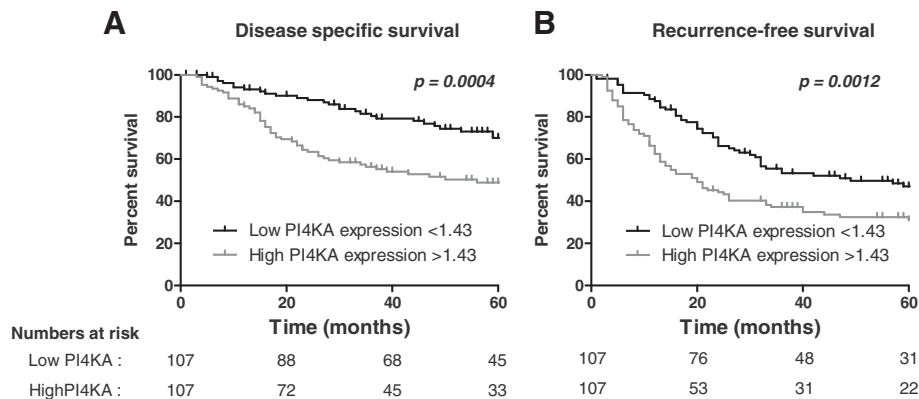 A Disease specific survival
Percent survival
100
80
60
40
20
0
p = 0.0004
Low PI4KA expression <1.43
High PI4KA expression >1.43
0 20 40 60
Time (months)
B Recurrence-free survival
Percent survival
100
80
60
40
20
0
p = 0.0012
Low PI4KA expression <1.43
High PI4KA expression >1.43
0 20 40 60
Time (months)
Numbers at risk
Low PI4KA : 107 88 68 45 107 76 48 31
HighPI4KA : 107 72 45 33 107 53 31 22